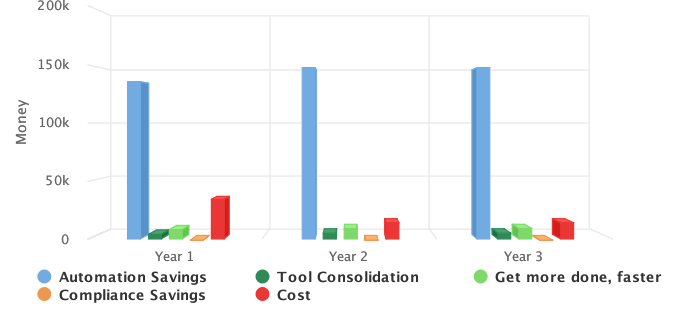 200k
150k
100k
50k
0
Money
Year 1
Year 2
Year 3
Automation Savings
Tool Consolidation
Get more done, faster
Compliance Savings
Cost